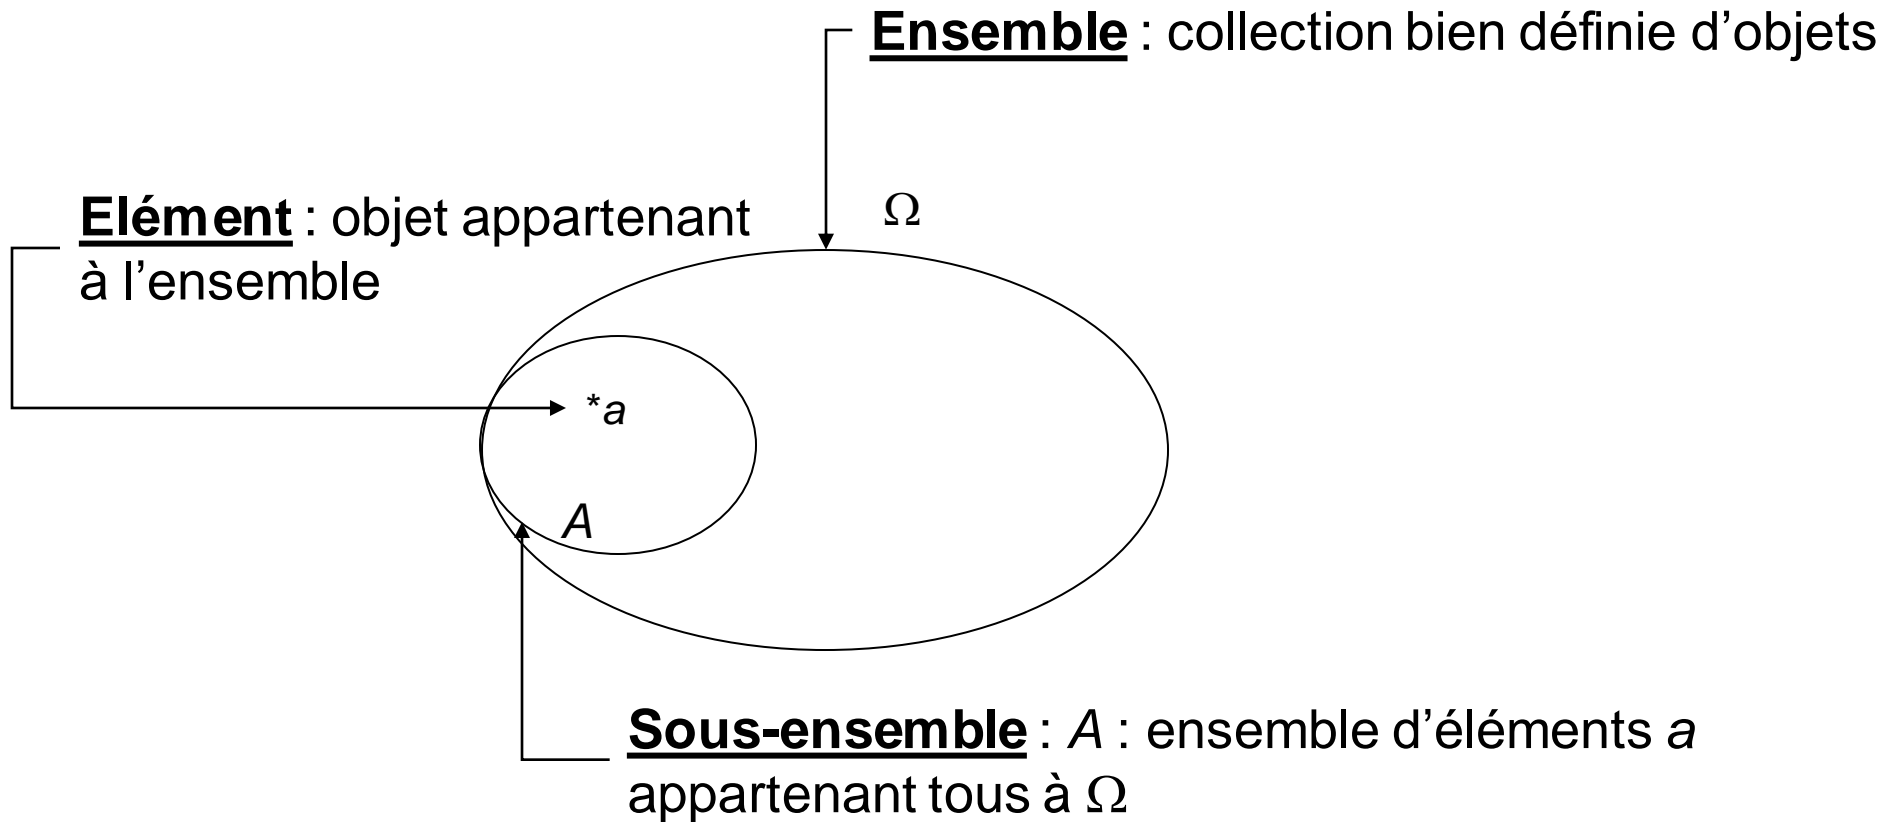 Ensemble : collection bien définie d’objets
Elément : objet appartenant
à l’ensemble
Ω
*a
A
Sous-ensemble : A : ensemble d’éléments a
appartenant tous à Ω